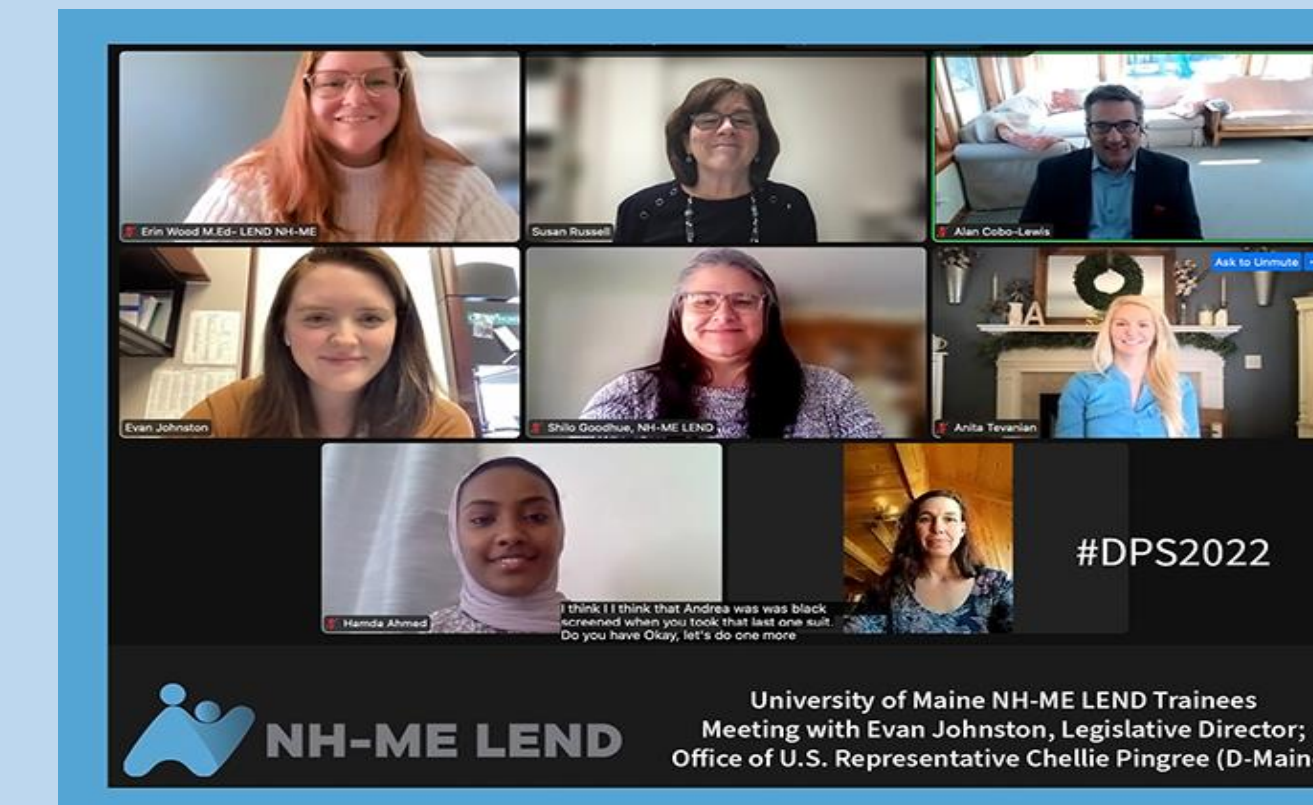 Erin Wood M.Ed- LEND NH-ME
Susan Russell
Alan Cobo-Lewis
Evan Johnston
Shilo Goodhue, NH-ME LEND
Ask to Unmute
Anita Tevanian
A
Hamda Ahmed
I think I I think that Andrea was was black
screened when you took that last one suit.
Do you have Okay, let's do one more
#DPS2022
NH-ME LEND
University of Maine NH-ME LEND Trainees
Meeting with Evan Johnston, Legislative Director;
Office of U.S. Representative Chellie Pingree (D-Main